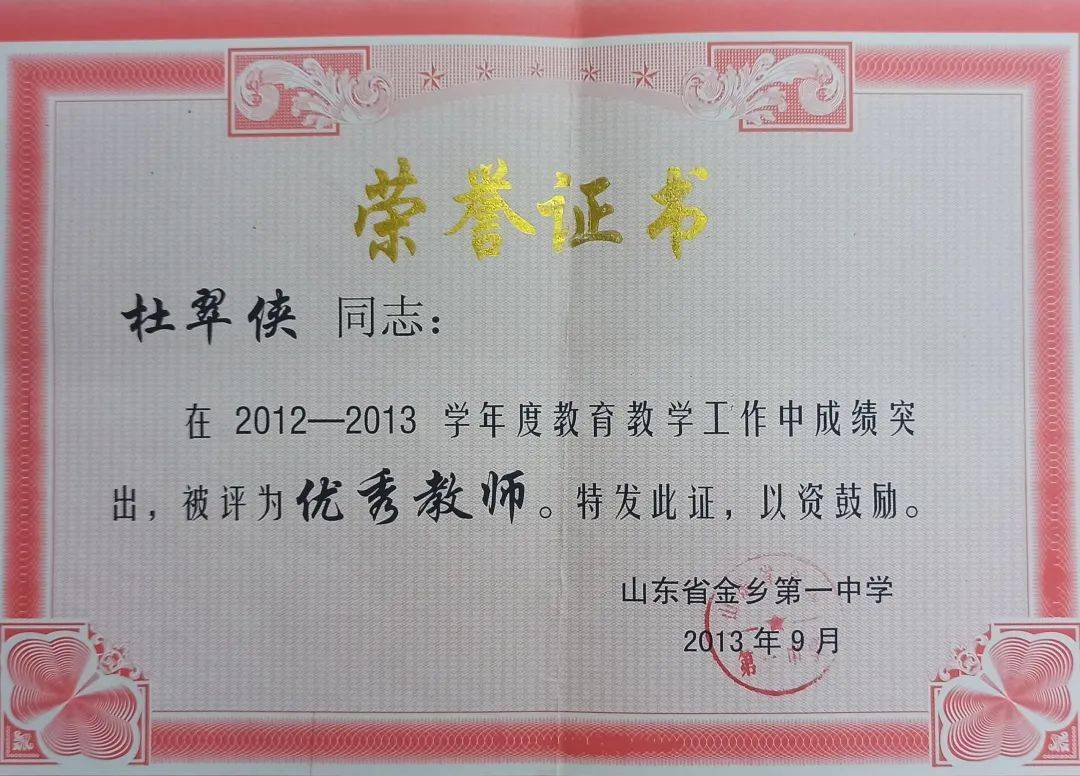 荣誉证书
杜翠侠 同志：
在 2012—2013 学年度教育教学工作中成绩突
出，被评为优秀教师。特发此证，以资鼓励。
山东省金乡第一中学
2013 年 9 月